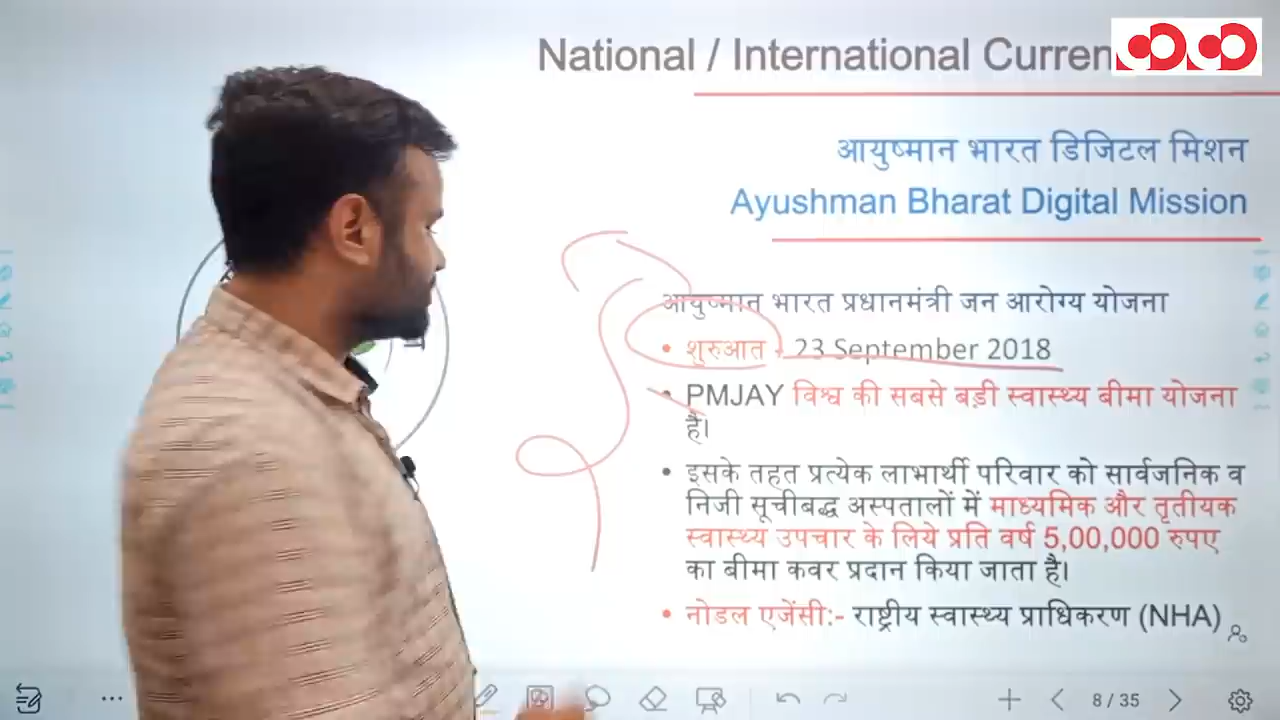 National / International Curren
आयुष्मान भारत डिजिटल मिशन
Ayushman Bharat Digital Mission
आयुष्मान भारत प्रधानमंत्री जन आरोग्य योजना
• शुरुआत - 23 September 2018
• PMJAY विश्व की सबसे बड़ी स्वास्थ्य बीमा योजना
है।
• इसके तहत प्रत्येक लाभार्थी परिवार को सार्वजनिक व
निजी सूचीबद्ध अस्पतालों में माध्यमिक और तृतीयक
स्वास्थ्य उपचार के लिये प्रति वर्ष 5,00,000 रुपए
का बीमा कवर प्रदान किया जाता है।
• नोडल एजेंसी:- राष्ट्रीय स्वास्थ्य प्राधिकरण (NHA)
8 / 35